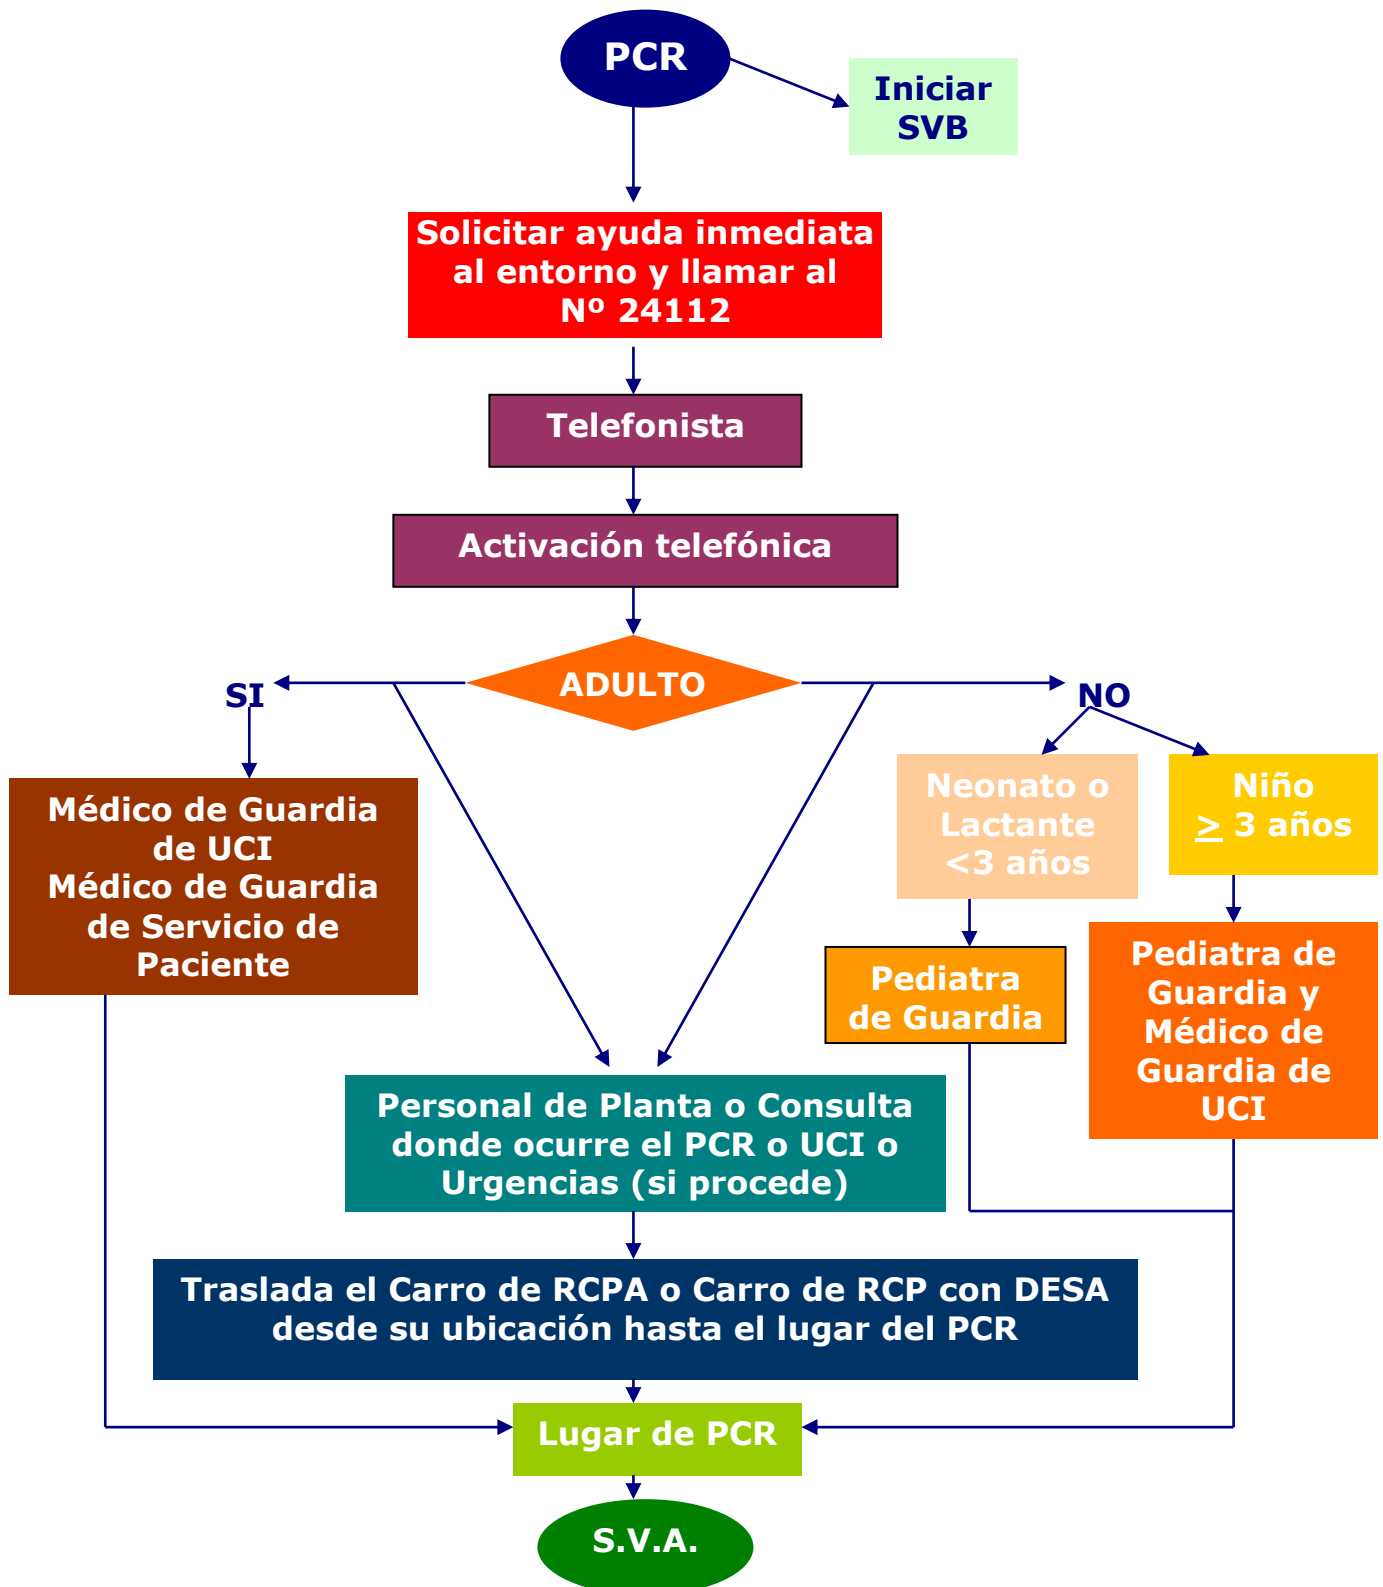 PCR
Iniciar
SVB
Solicitar ayuda inmediata
al entorno y llamar al
Nº 24112
Telefonista
Activación telefónica
ADULTO
SI
NO
Médico de Guardia
de UCI
Médico de Guardia
de Servicio de
Paciente
Neonato o
Lactante
<3 años
Niño
≥ 3 años
Pediatra
de Guardia
Pediatra de
Guardia y
Médico de
Guardia de
UCI
Personal de Planta o Consulta
donde ocurre el PCR o UCI o
Urgencias (si procede)
Traslada el Carro de RCPA o Carro de RCP con DESA
desde su ubicación hasta el lugar del PCR
Lugar de PCR
S.V.A.